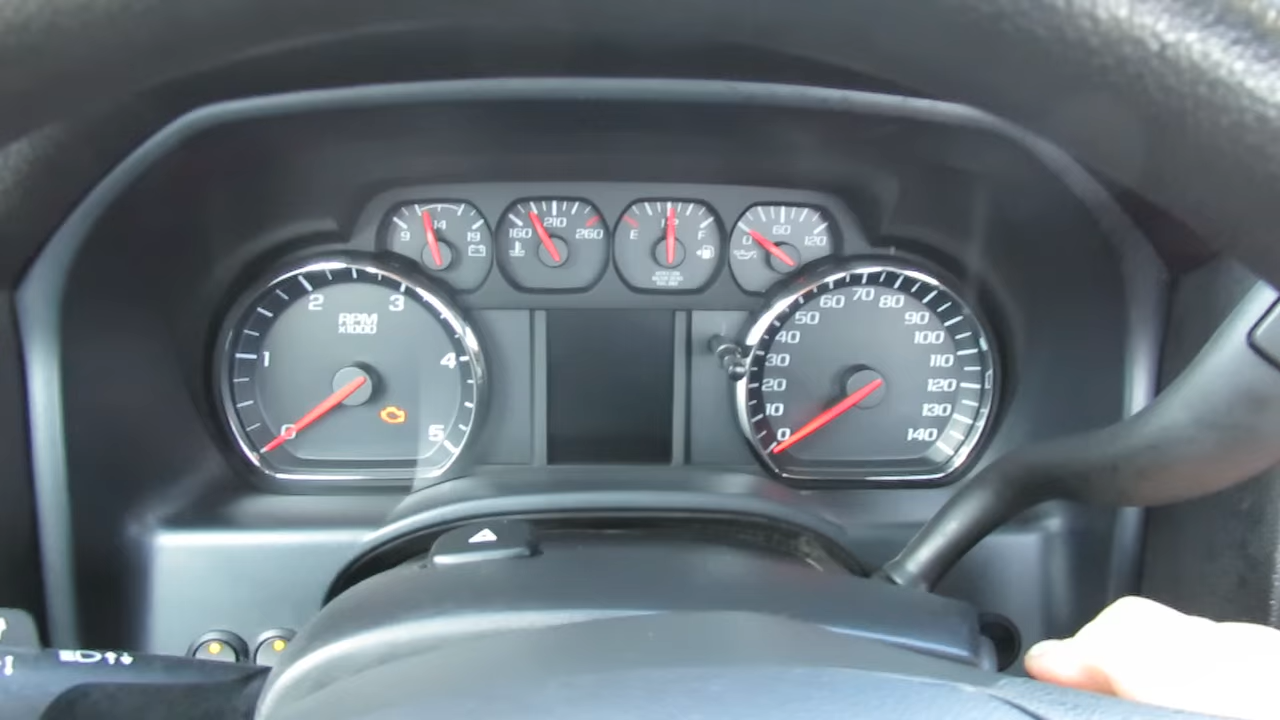 9 14 19
160 210 260
E F
0 60 120
RPM
x1000
0 1 2 3 4 5
0 10 20 30 40 50 60 70 80 90 100 110 120 130 140